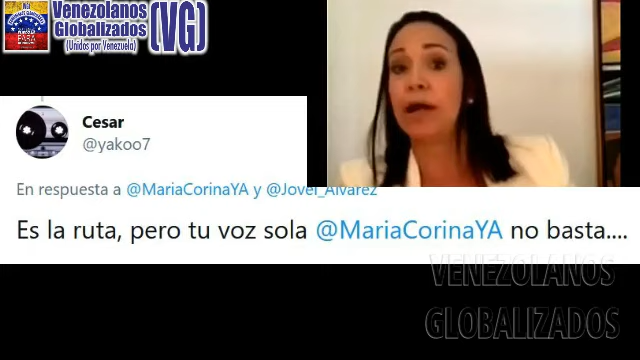 Venezolanos
Globalizados
(Unidos por Venezuela)
(VG)
Cesar
@yakoo7
En respuesta a @MariaCorinaYA y @Jovel_Alvarez
Es la ruta, pero tu voz sola @MariaCorinaYA no basta....
VENEZOLANOS
GLOBALIZADOS